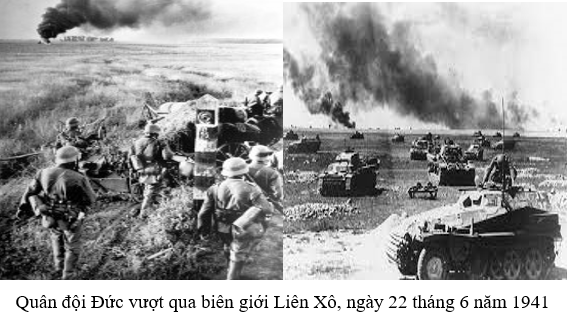 Quân đội Đức vượt qua biên giới Liên Xô, ngày 22 tháng 6 năm 1941